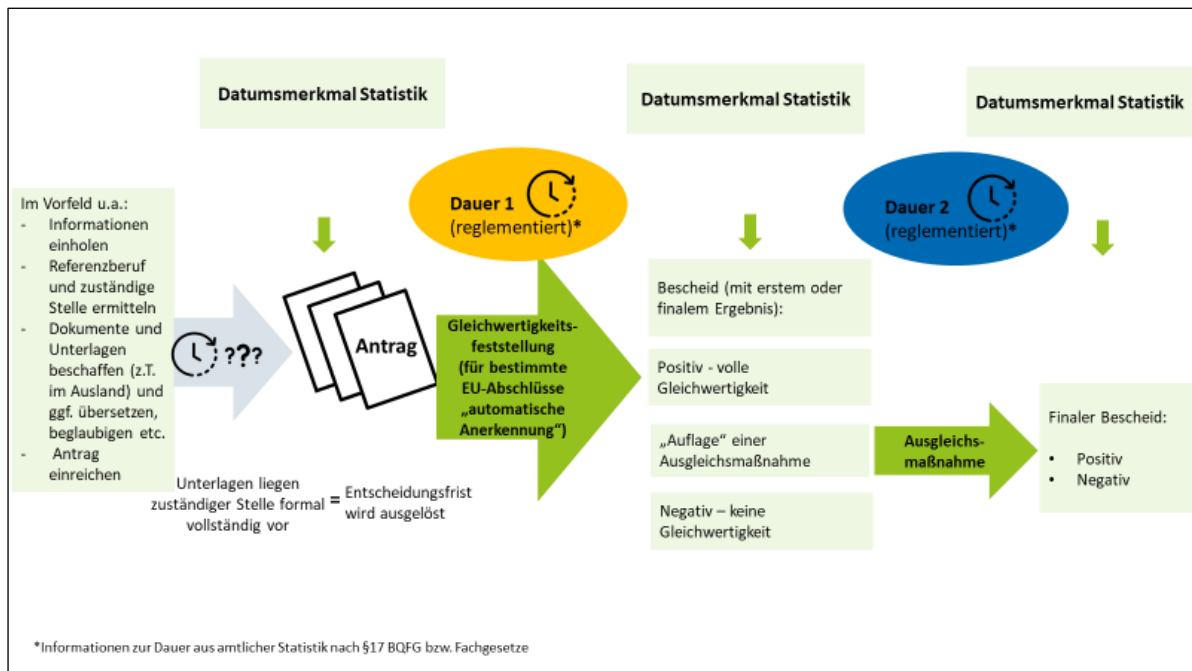 Datumsmerkmal Statistik
Datumsmerkmal Statistik
Datumsmerkmal Statistik
Im Vorfeld u.a.:
- Informationen
einholen
- Referenzberuf
und zuständige
Stelle ermitteln
- Dokumente und
Unterlagen
beschaffen (z.T.
im Ausland) und
ggf. übersetzen,
beglaubigen etc.
- Antrag
einreichen
???
Antrag
Unterlagen liegen
zuständiger Stelle formal
vollständig vor
=
Entscheidungsfrist
wird ausgelöst
Dauer 1
(reglementiert)*
Gleichwertigkeits-
feststellung
(für bestimmte
EU-Abschlüsse
„automatische
Anerkennung“)
Bescheid (mit erstem oder
finalem Ergebnis):
Positiv - volle
Gleichwertigkeit
„Auflage“ einer
Ausgleichsmaßnahme
Negativ – keine
Gleichwertigkeit
Dauer 2
(reglementiert)*
Ausgleichs-
maßnahme
Finaler Bescheid:
• Positiv
• Negativ
*Informationen zur Dauer aus amtlicher Statistik nach §17 BQFG bzw. Fachgesetze